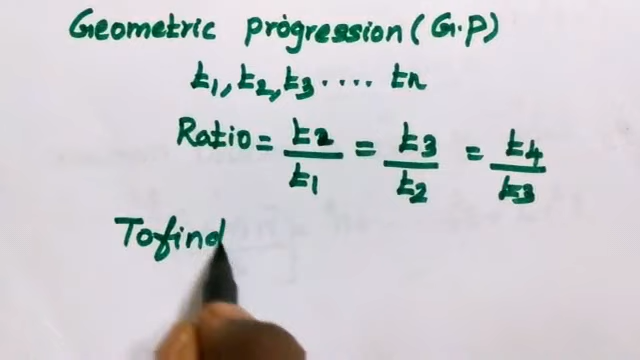 Geometric progression (G.P)
t1, t2, t3 .... tn
Ratio = t2/t1 = t3/t2 = t4/t3
To find